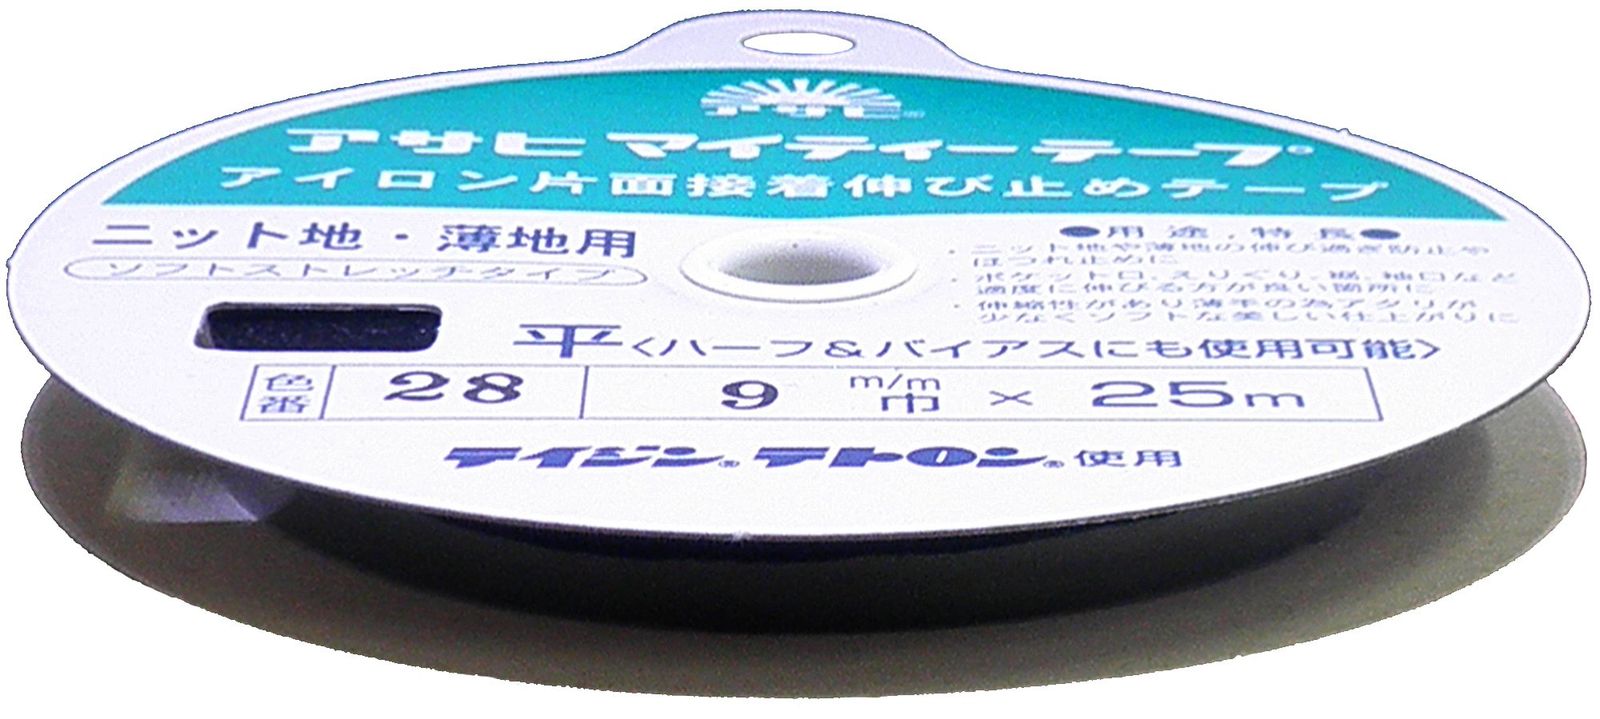 アサヒ
アサヒ マイティーテープ®
アイロン片面接着伸び止めテープ
ニット地・薄地用
ソフトストレッチタイプ
●用途,特長●
・ニット地や薄地の伸び過ぎ防止や
ほつれ止めに
・ポケット口,えりぐり,裾,袖口など
適度に伸びる方が良い箇所に
・伸縮性があり薄手の為アタリが
少なくソフトな美しい仕上がりに
平〈ハーフ&バイアスにも使用可能〉
色番 28 9 m/m巾 × 25m
テイジン®テトロン®使用